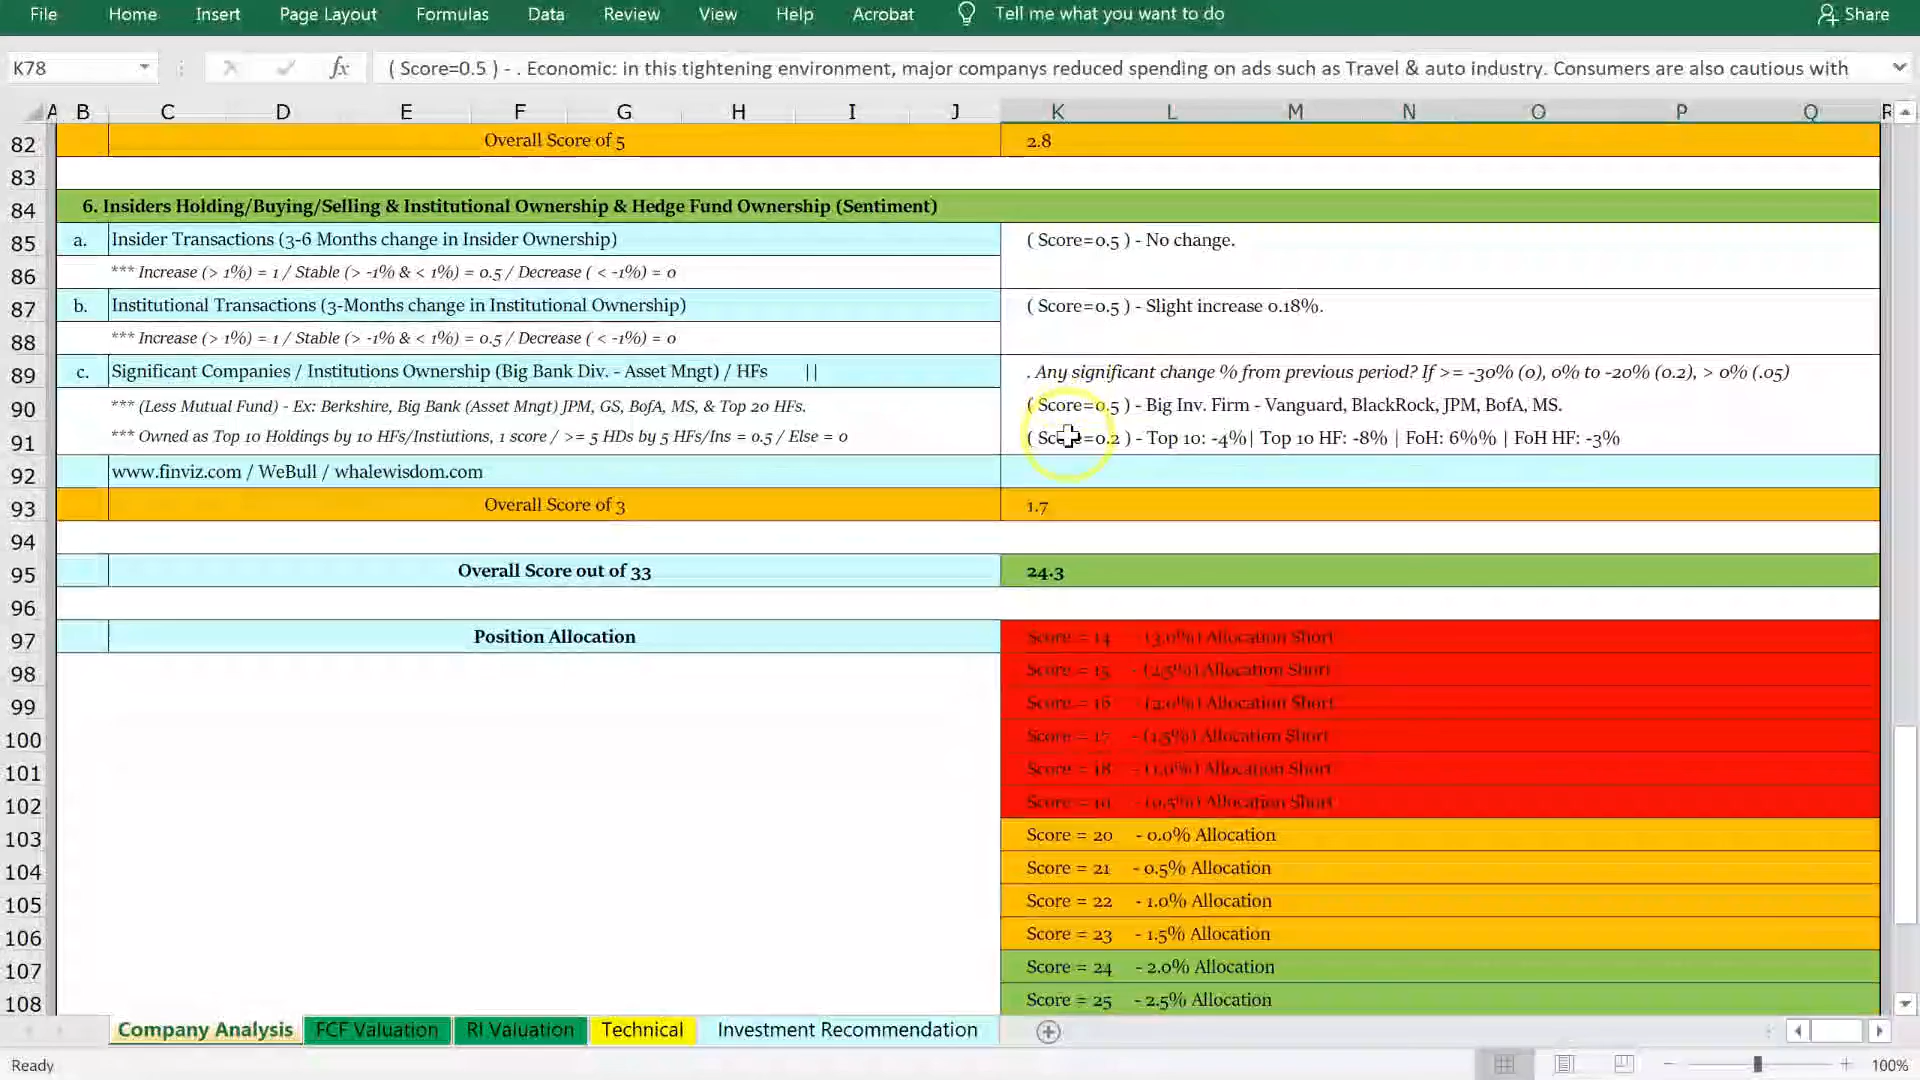 File Home Insert Page Layout Formulas Data Review View Help Acrobat Tell me what you want to do Share
K78 fx ( Score=0.5 ) - . Economic: in this tightening environment, major companys reduced spending on ads such as Travel & auto industry. Consumers are also cautious with
A B C D E F G H I J K L M N O P Q R
82 Overall Score of 5 2.8
83
84 6. Insiders Holding/Buying/Selling & Institutional Ownership & Hedge Fund Ownership (Sentiment)
85 a. Insider Transactions (3-6 Months change in Insider Ownership) ( Score=0.5 ) - No change.
86 *** Increase (> 1%) = 1 / Stable (> -1% & < 1%) = 0.5 / Decrease ( < -1%) = 0
87 b. Institutional Transactions (3-Months change in Institutional Ownership) ( Score=0.5 ) - Slight increase 0.18%.
88 *** Increase (> 1%) = 1 / Stable (> -1% & < 1%) = 0.5 / Decrease ( < -1%) = 0
89 c. Significant Companies / Institutions Ownership (Big Bank Div. - Asset Mngt) / HFs || . Any significant change % from previous period? If >= -30% (0), 0% to -20% (0.2), > 0% (.05)
90 *** (Less Mutual Fund) - Ex: Berkshire, Big Bank (Asset Mngt) JPM, GS, BofA, MS, & Top 20 HFs. ( Score=0.5 ) - Big Inv. Firm - Vanguard, BlackRock, JPM, BofA, MS.
91 *** Owned as Top 10 Holdings by 10 HFs/Instiutions, 1 score / >= 5 HDs by 5 HFs/Ins = 0.5 / Else = 0 ( Score=0.2 ) - Top 10: -4%| Top 10 HF: -8% | FoH: 6%% | FoH HF: -3%
92 www.finviz.com / WeBull / whalewisdom.com
93 Overall Score of 3 1.7
94
95 Overall Score out of 33 24.3
96
97 Position Allocation Score = 14 - (3.0%) Allocation Short
98 Score = 15 - (2.5%) Allocation Short
99 Score = 16 - (2.0%) Allocation Short
100 Score = 17 - (1.5%) Allocation Short
101 Score = 18 - (1.0%) Allocation Short
102 Score = 19 - (0.5%) Allocation Short
103 Score = 20 - 0.0% Allocation
104 Score = 21 - 0.5% Allocation
105 Score = 22 - 1.0% Allocation
106 Score = 23 - 1.5% Allocation
107 Score = 24 - 2.0% Allocation
108 Score = 25 - 2.5% Allocation
Company Analysis FCF Valuation RI Valuation Technical Investment Recommendation
Ready 100%